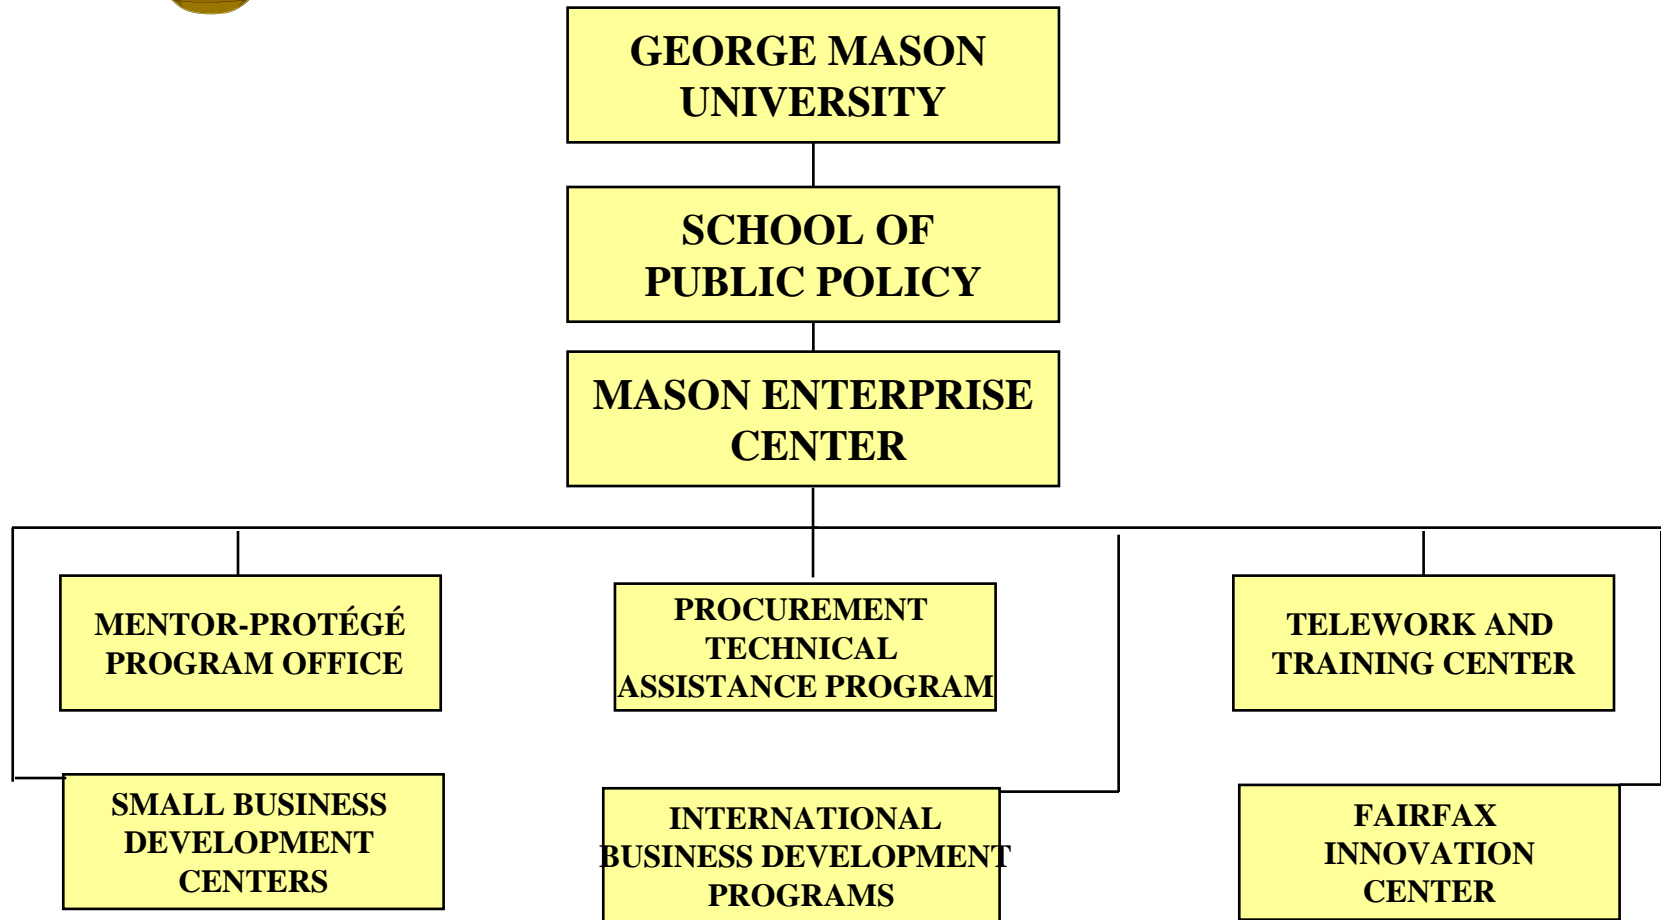 GEORGE MASON
UNIVERSITY
SCHOOL OF
PUBLIC POLICY
MASON ENTERPRISE
CENTER
MENTOR-PROTÉGÉ
PROGRAM OFFICE
PROCUREMENT
TECHNICAL
ASSISTANCE PROGRAM
TELEWORK AND
TRAINING CENTER
SMALL BUSINESS
DEVELOPMENT
CENTERS
INTERNATIONAL
BUSINESS DEVELOPMENT
PROGRAMS
FAIRFAX
INNOVATION
CENTER